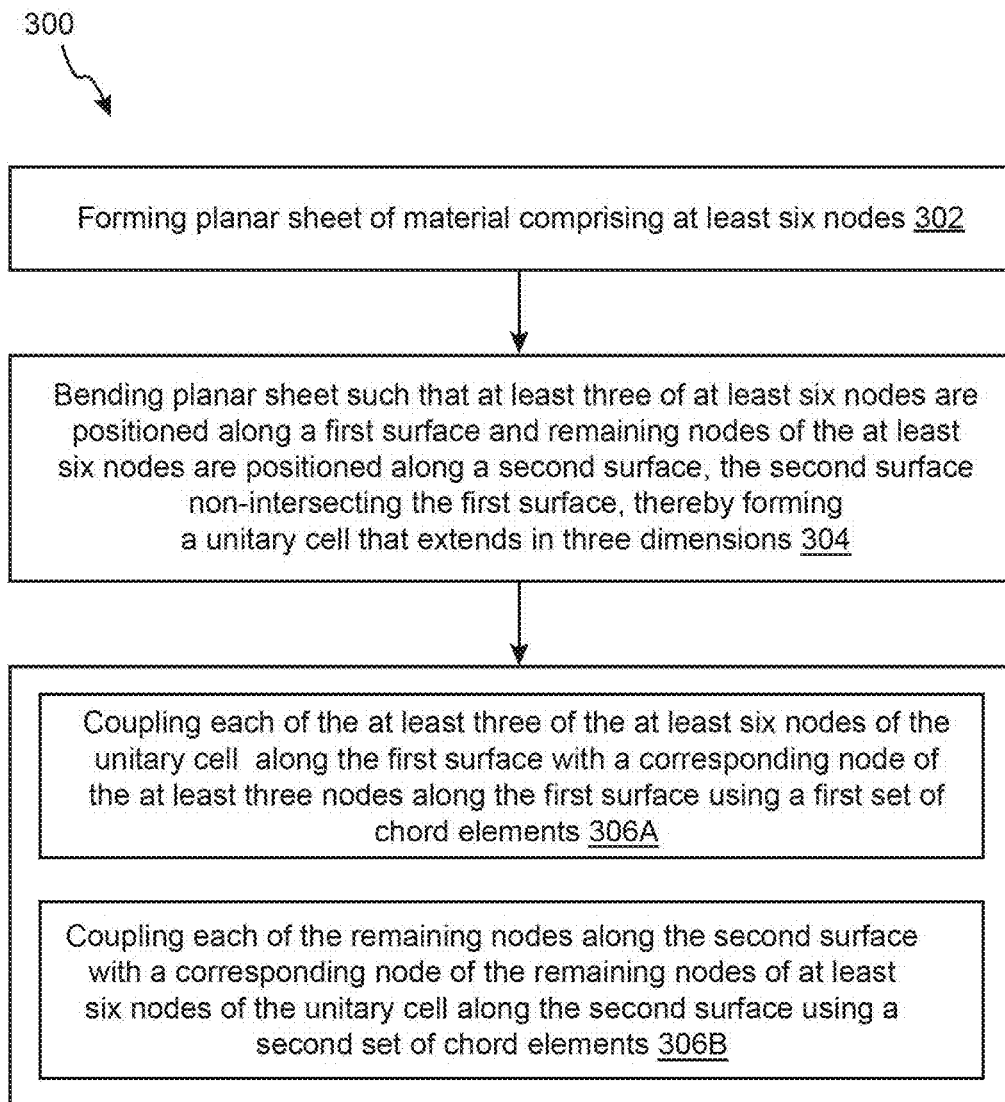 300
Forming planar sheet of material comprising at least six nodes 302
Bending planar sheet such that at least three of at least six nodes are
positioned along a first surface and remaining nodes of the at least
six nodes are positioned along a second surface, the second surface
non-intersecting the first surface, thereby forming
a unitary cell that extends in three dimensions 304
Coupling each of the at least three of the at least six nodes of the
unitary cell along the first surface with a corresponding node of
the at least three nodes along the first surface using a first set of
chord elements 306A
Coupling each of the remaining nodes along the second surface
with a corresponding node of the remaining nodes of at least
six nodes of the unitary cell along the second surface using a
second set of chord elements 306B